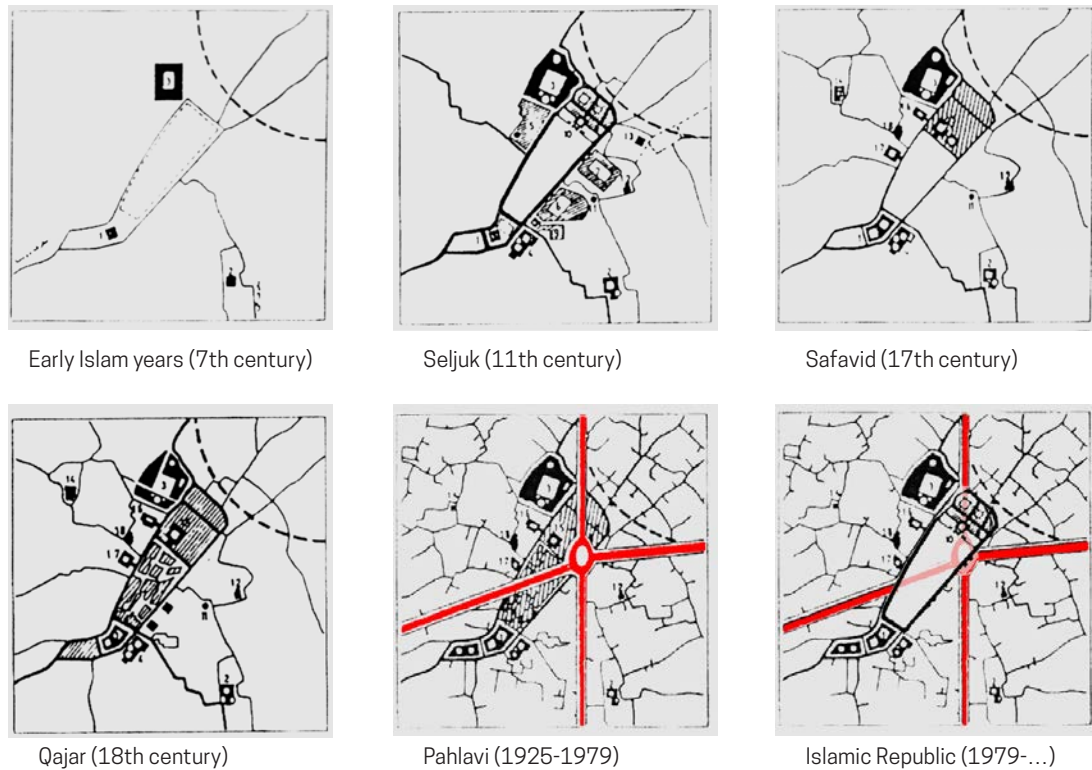 Early Islam years (7th century)
Seljuk (11th century)
Safavid (17th century)
Qajar (18th century)
Pahlavi (1925-1979)
Islamic Republic (1979-...)